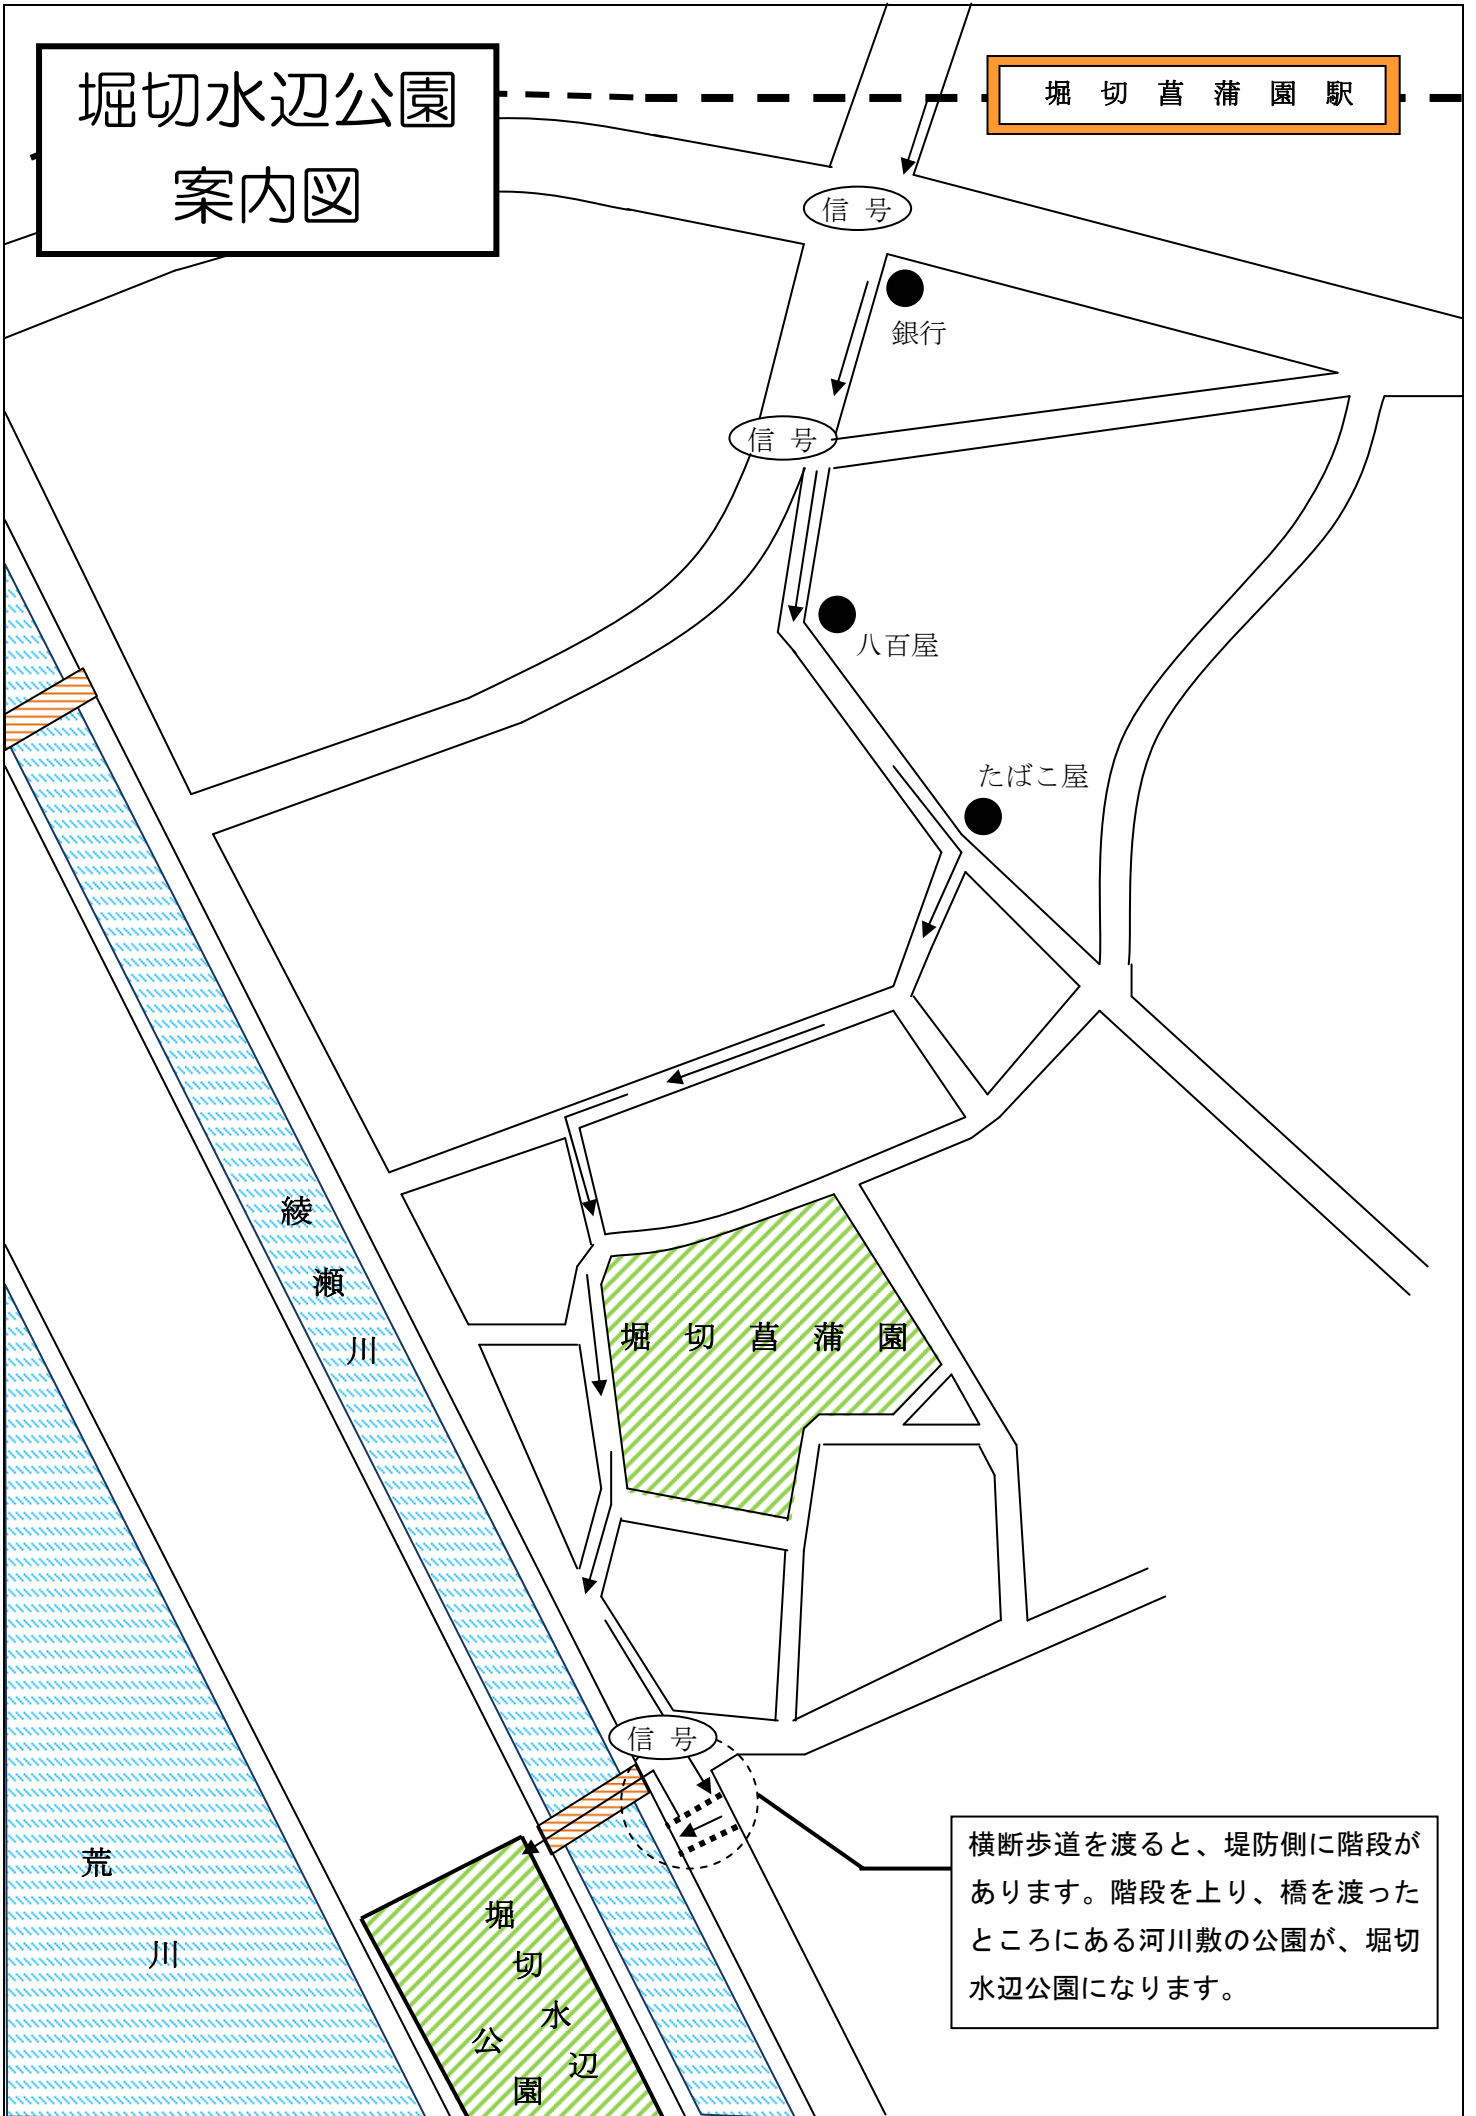 堀切水辺公園
案内図
堀切菖蒲園駅
信号
銀行
信号
八百屋
たばこ屋
綾瀬川
堀切菖蒲園
信号
荒川
堀切水辺公園
横断歩道を渡ると、堤防側に階段が
あります。階段を上り、橋を渡った
ところにある河川敷の公園が、堀切
水辺公園になります。